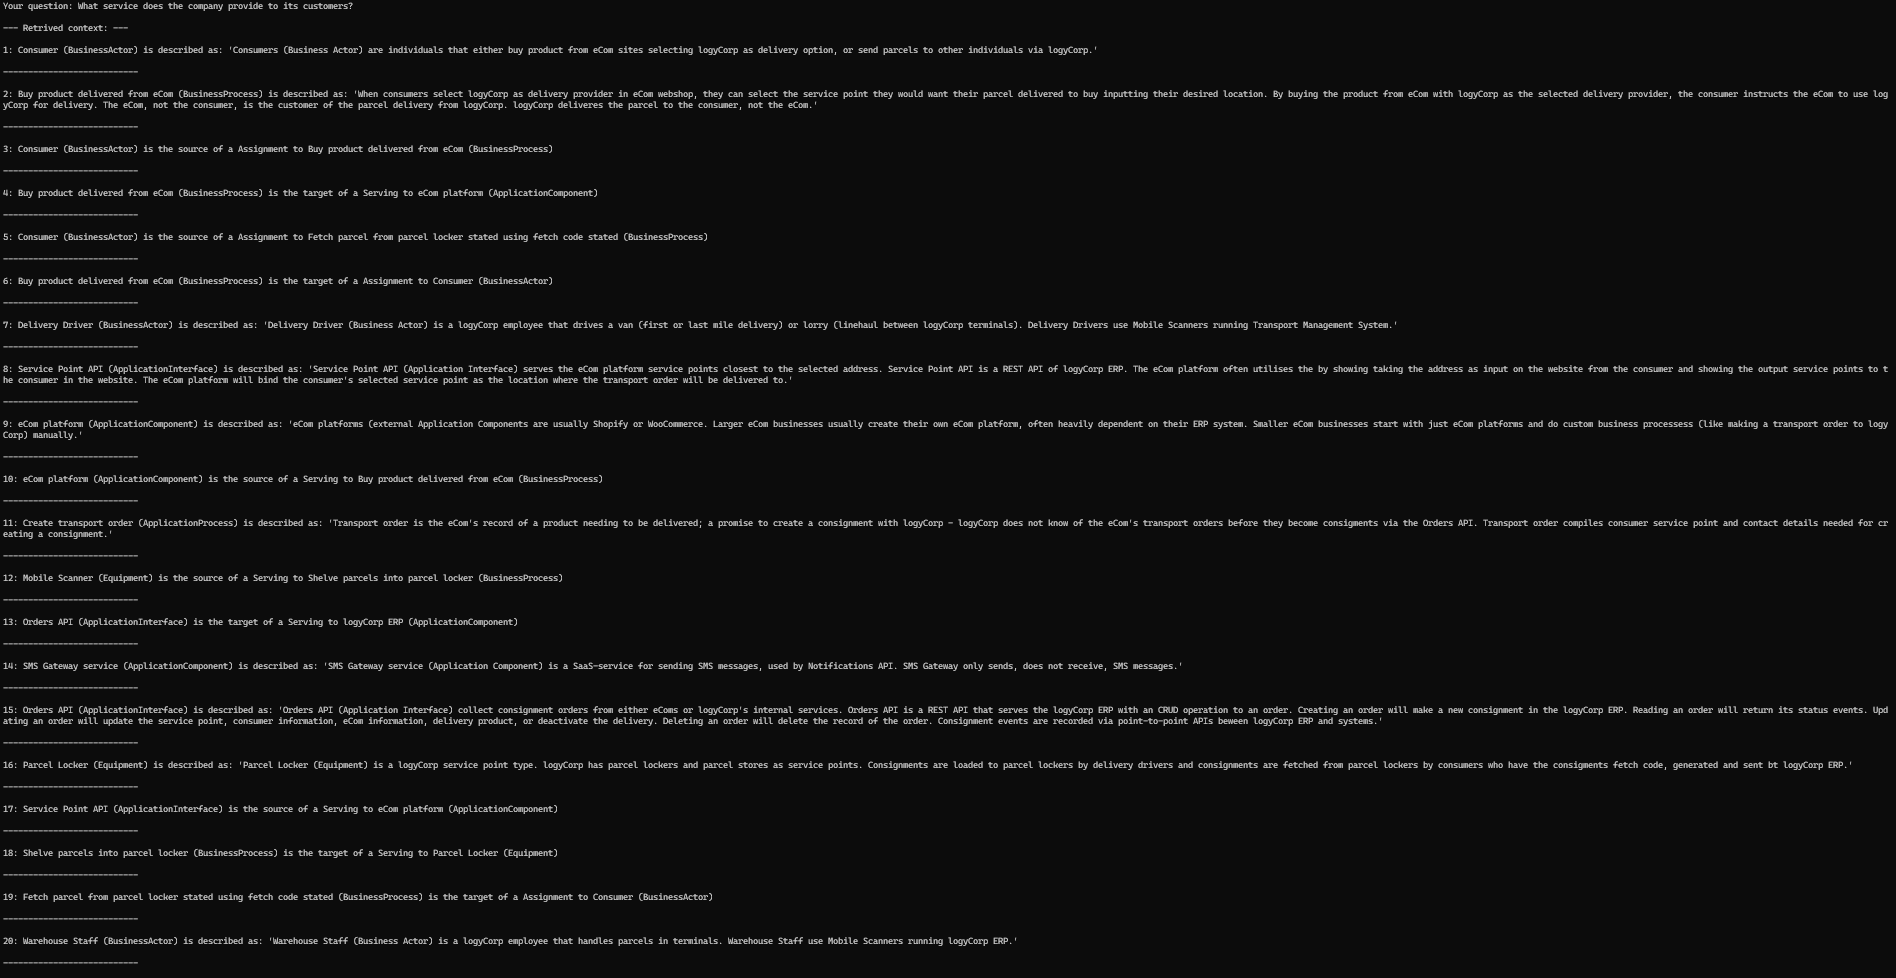 Your question: What service does the company provide to its customers?
--- Retrived context: ---
1: Consumer (BusinessActor) is described as: 'Consumers (Business Actor) are individuals that either buy product from eCom sites selecting logyCorp as delivery option, or send parcels to other individuals via logyCorp.'
---------------------------
2: Buy product delivered from eCom (BusinessProcess) is described as: 'When consumers select logyCorp as delivery provider in eCom webshop, they can select the service point they would want their parcel delivered to buy inputting their desired location. By buying the product from eCom with logyCorp as the selected delivery provider, the consumer instructs the eCom to use log
yCorp for delivery. The eCom, not the consumer, is the customer of the parcel delivery from logyCorp. logyCorp deliveres the parcel to the consumer, not the eCom.'
---------------------------
3: Consumer (BusinessActor) is the source of a Assignment to Buy product delivered from eCom (BusinessProcess)
---------------------------
4: Buy product delivered from eCom (BusinessProcess) is the target of a Serving to eCom platform (ApplicationComponent)
---------------------------
5: Consumer (BusinessActor) is the source of a Assignment to Fetch parcel from parcel locker stated using fetch code stated (BusinessProcess)
---------------------------
6: Buy product delivered from eCom (BusinessProcess) is the target of a Assignment to Consumer (BusinessActor)
---------------------------
7: Delivery Driver (BusinessActor) is described as: 'Delivery Driver (Business Actor) is a logyCorp employee that drives a van (first or last mile delivery) or lorry (linehaul between logyCorp terminals). Delivery Drivers use Mobile Scanners running Transport Management System.'
---------------------------
8: Service Point API (ApplicationInterface) is described as: 'Service Point API (Application Interface) serves the eCom platform service points closest to the selected address. Service Point API is a REST API of logyCorp ERP. The eCom platform often utilises the by showing taking the address as input on the website from the consumer and showing the output service points to t
he consumer in the website. The eCom platform will bind the consumer's selected service point as the location where the transport order will be delivered to.'
---------------------------
9: eCom platform (ApplicationComponent) is described as: 'eCom platforms (external Application Components are usually Shopify or WooCommerce. Larger eCom businesses usually create their own eCom platform, often heavily dependent on their ERP system. Smaller eCom businesses start with just eCom platforms and do custom business processess (like making a transport order to logy
Corp) manually.'
---------------------------
10: eCom platform (ApplicationComponent) is the source of a Serving to Buy product delivered from eCom (BusinessProcess)
---------------------------
11: Create transport order (ApplicationProcess) is described as: 'Transport order is the eCom's record of a product needing to be delivered; a promise to create a consignment with logyCorp - logyCorp does not know of the eCom's transport orders before they become consigments via the Orders API. Transport order compiles consumer service point and contact details needed for cr
eating a consignment.'
---------------------------
12: Mobile Scanner (Equipment) is the source of a Serving to Shelve parcels into parcel locker (BusinessProcess)
---------------------------
13: Orders API (ApplicationInterface) is the target of a Serving to logyCorp ERP (ApplicationComponent)
---------------------------
14: SMS Gateway service (ApplicationComponent) is described as: 'SMS Gateway service (Application Component) is a SaaS-service for sending SMS messages, used by Notifications API. SMS Gateway only sends, does not receive, SMS messages.'
---------------------------
15: Orders API (ApplicationInterface) is described as: 'Orders API (Application Interface) collect consignment orders from either eComs or logyCorp's internal services. Orders API is a REST API that serves the logyCorp ERP with an CRUD operation to an order. Creating an order will make a new consignment in the logyCorp ERP. Reading an order will return its status events. Upd
ating an order will update the service point, consumer information, eCom information, delivery product, or deactivate the delivery. Deleting an order will delete the record of the order. Consignment events are recorded via point-to-point APIs beween logyCorp ERP and systems.'
---------------------------
16: Parcel Locker (Equipment) is described as: 'Parcel Locker (Equipment) is a logyCorp service point type. logyCorp has parcel lockers and parcel stores as service points. Consignments are loaded to parcel lockers by delivery drivers and consignments are fetched from parcel lockers by consumers who have the consigments fetch code, generated and sent bt logyCorp ERP.'
---------------------------
17: Service Point API (ApplicationInterface) is the source of a Serving to eCom platform (ApplicationComponent)
---------------------------
18: Shelve parcels into parcel locker (BusinessProcess) is the target of a Serving to Parcel Locker (Equipment)
---------------------------
19: Fetch parcel from parcel locker stated using fetch code stated (BusinessProcess) is the target of a Assignment to Consumer (BusinessActor)
---------------------------
20: Warehouse Staff (BusinessActor) is described as: 'Warehouse Staff (Business Actor) is a logyCorp employee that handles parcels in terminals. Warehouse Staff use Mobile Scanners running logyCorp ERP.'
---------------------------